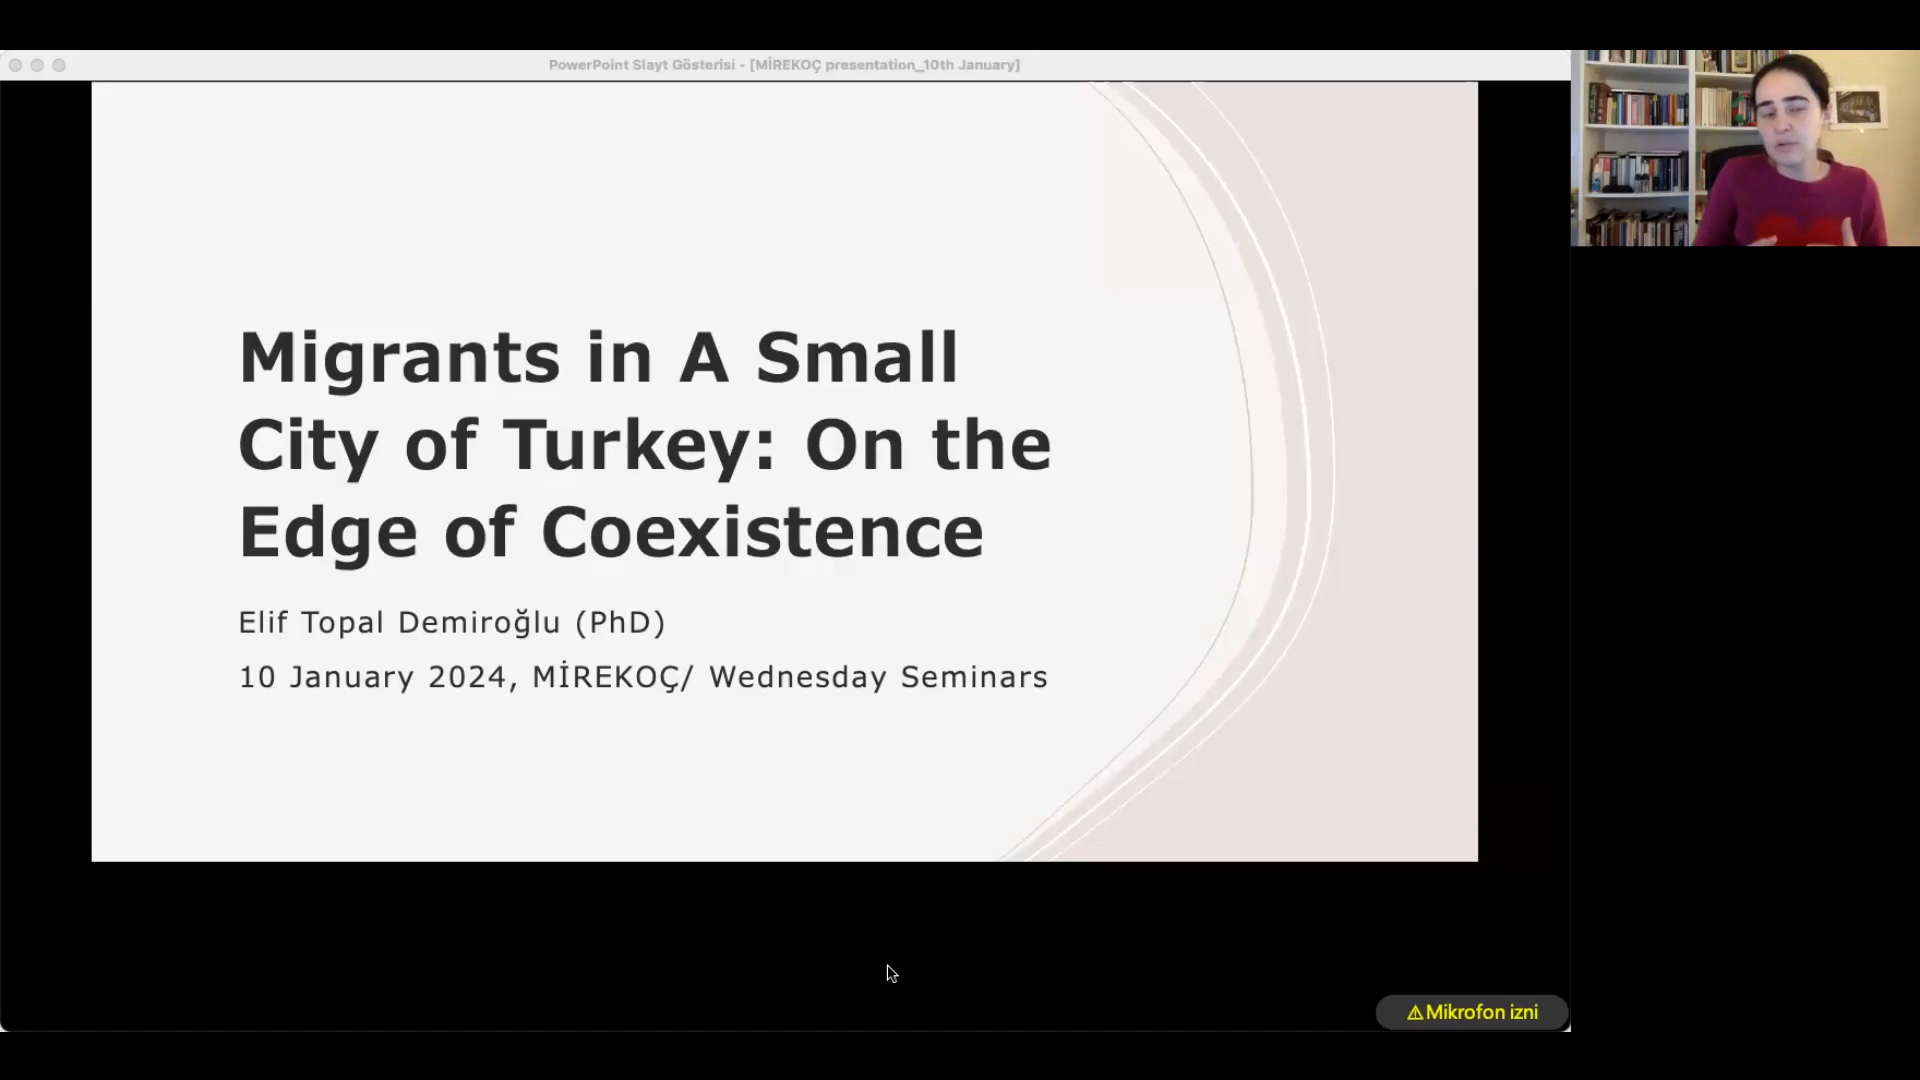 PowerPoint Slayt Gösterisi - [MİREKOÇ presentation_10th January]
Migrants in A Small
City of Turkey: On the
Edge of Coexistence
Elif Topal Demiroğlu (PhD)
10 January 2024, MİREKOÇ/ Wednesday Seminars
⚠Mikrofon izni